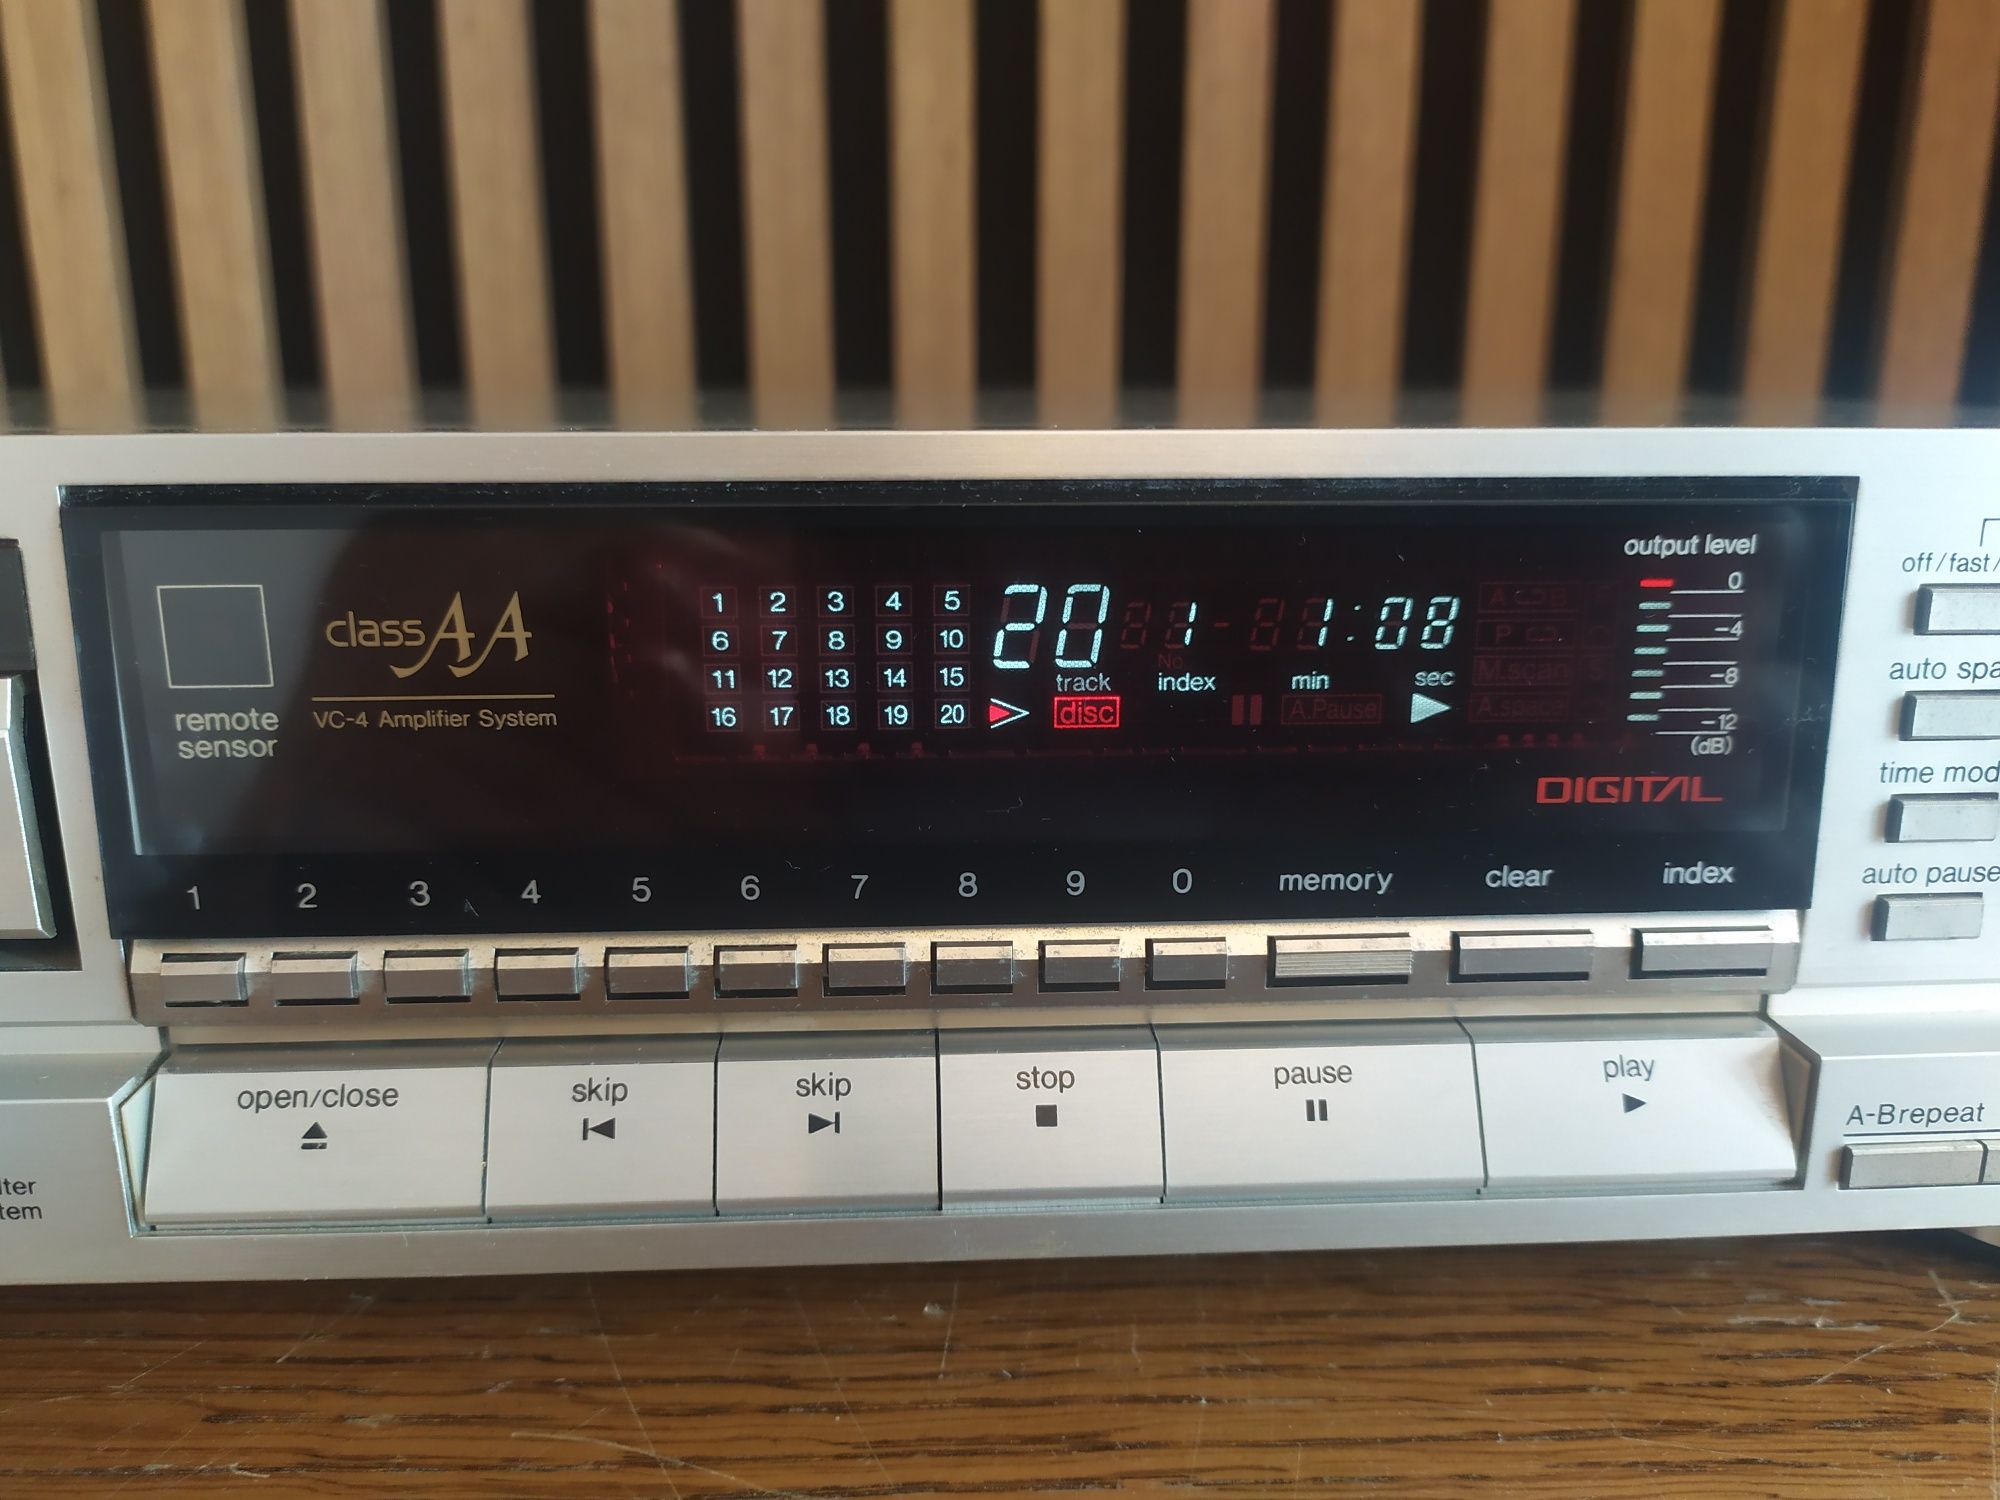 class AA
VC-4 Amplifier System
remote
sensor
1 2 3 4 5
6 7 8 9 10
11 12 13 14 15
16 17 18 19 20
20 1 1:08
track index min sec
disc
A.Pause
M.scan
output level
0
-4
-8
-12
(dB)
DIGITAL
1 2 3 4 5 6 7 8 9 0 memory clear index
open/close skip skip stop pause play
off/fast/
auto spa
time mod
auto pause
A-B repeat
lter
tem